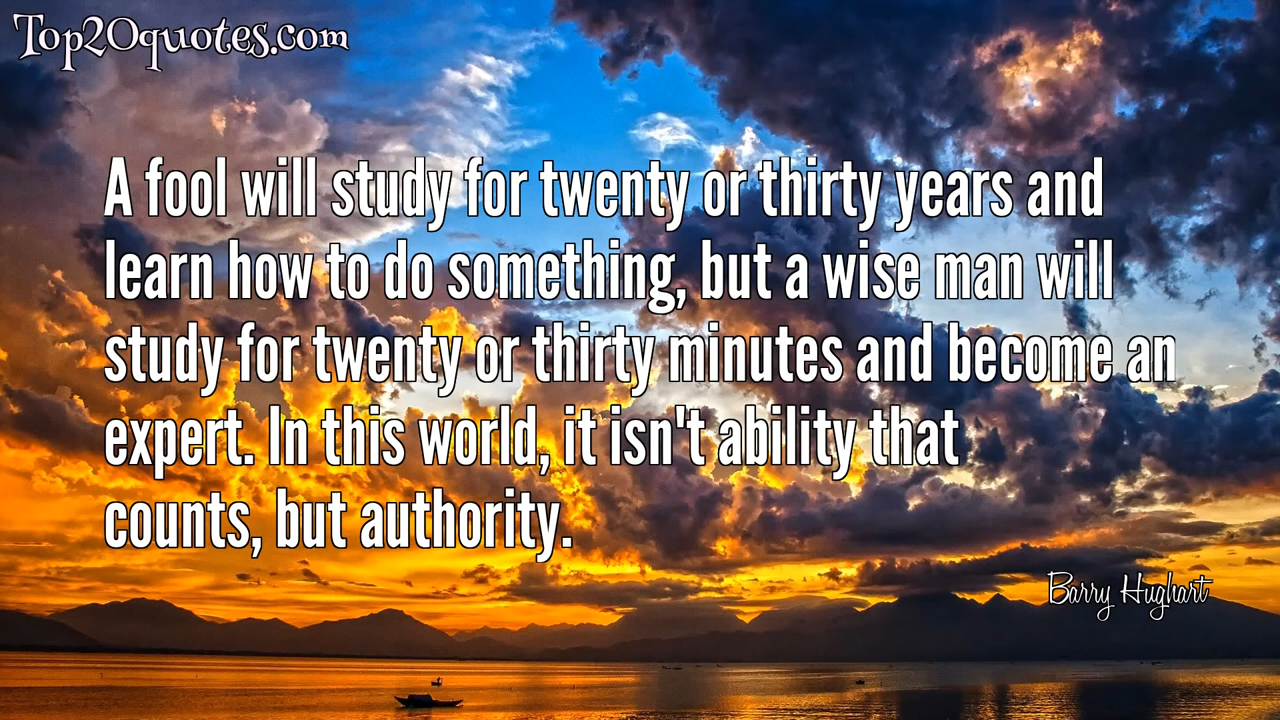 Top20quotes.com
A fool will study for twenty or thirty years and
learn how to do something, but a wise man will
study for twenty or thirty minutes and become an
expert. In this world, it isn't ability that
counts, but authority.
Barry Hughart